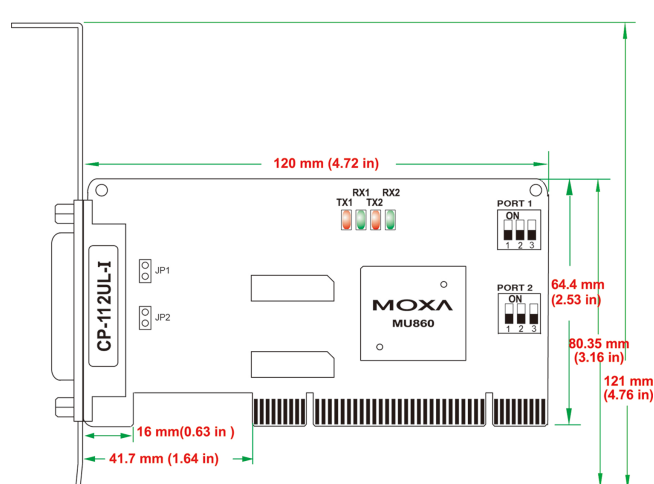 120 mm (4.72 in)
RX1 RX2
TX1 TX2
PORT 1
ON
1 2 3
JP1
JP2
CP-112UL-I
MOXA
MU860
PORT 2
ON
1 2 3
64.4 mm
(2.53 in)
80.35 mm
(3.16 in)
121 mm
(4.76 in)
16 mm(0.63 in )
41.7 mm (1.64 in)